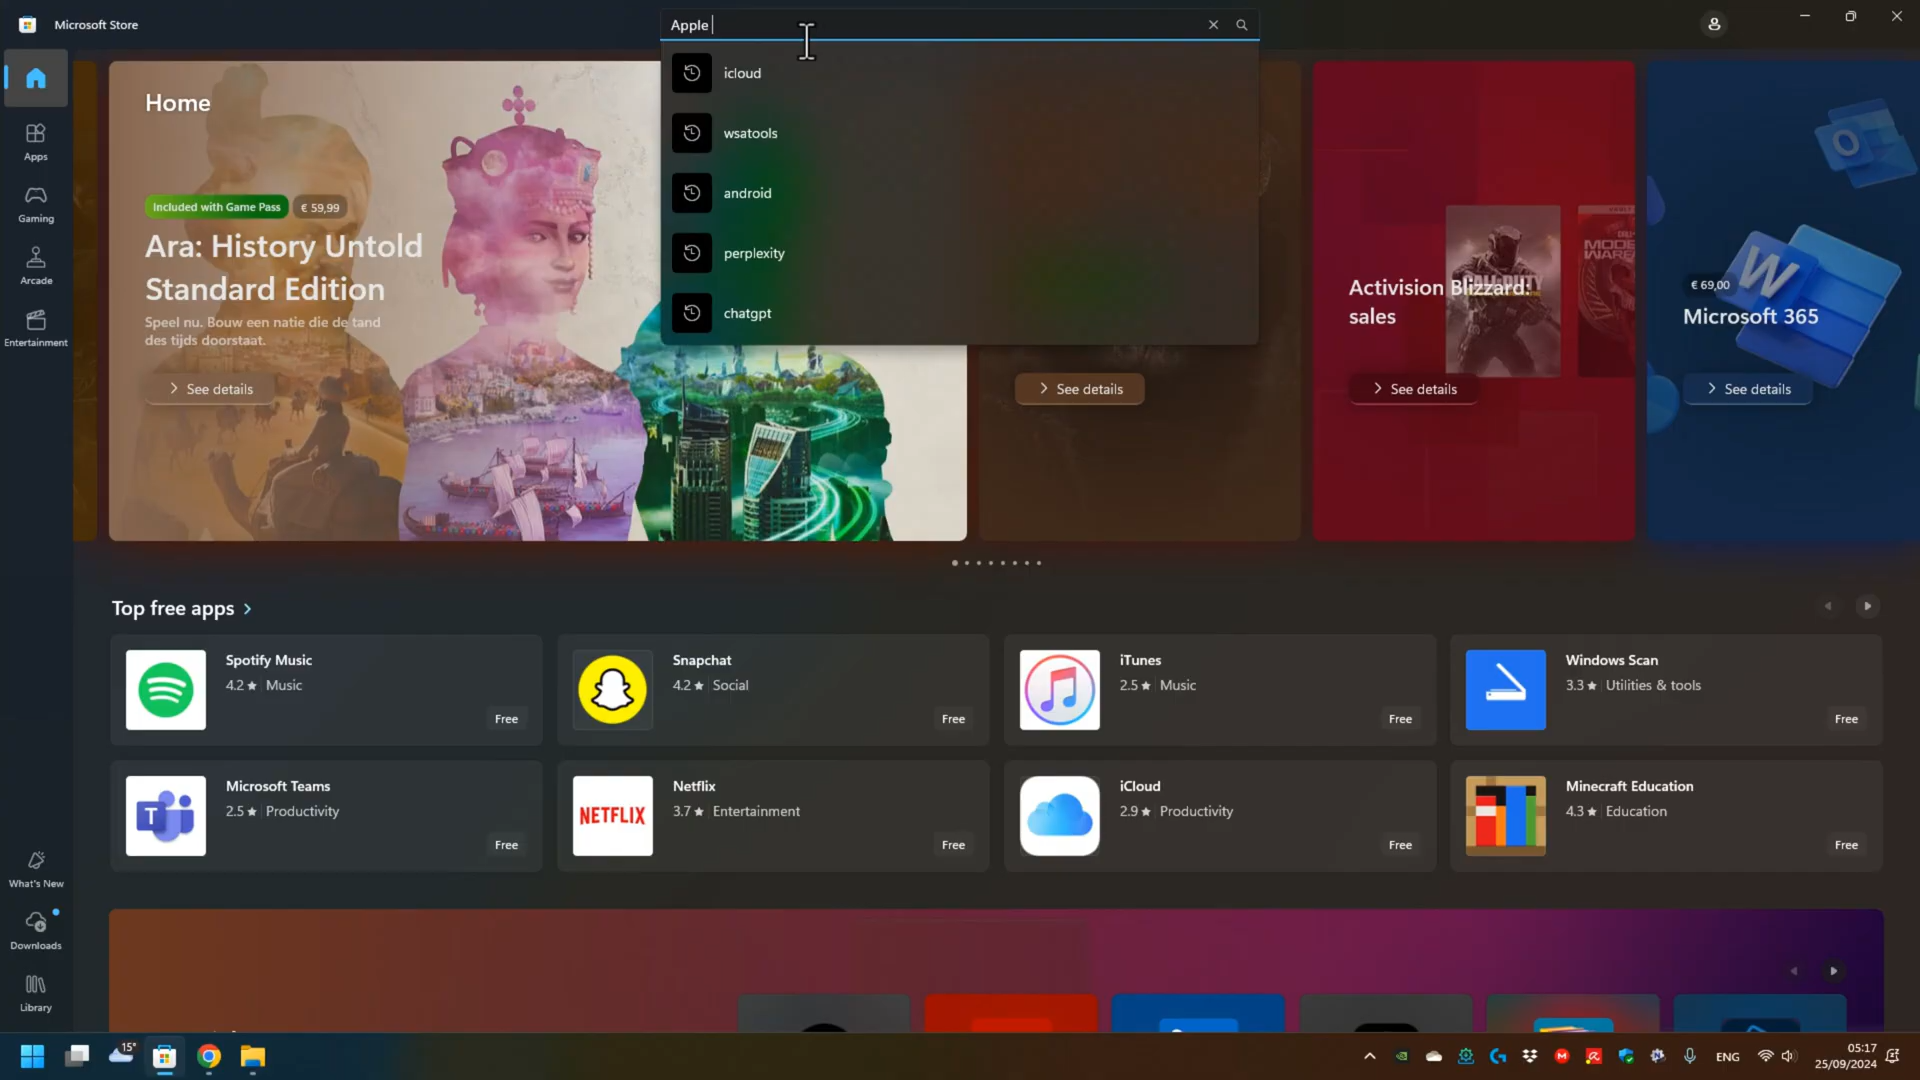 Microsoft Store
Apple
icloud
wsatools
android
perplexity
chatgpt
Home
Apps
Gaming
Arcade
Entertainment
What's New
Downloads
Library
Included with Game Pass
€ 59,99
Ara: History Untold
Standard Edition
Speel nu. Bouw een natie die de tand
des tijds doorstaat.
See details
See details
Activision Blizzard:
sales
CALL OF DUTY
See details
€ 69,00
Microsoft 365
W
See details
Top free apps
Spotify Music
4.2 ★ Music
Free
Snapchat
4.2 ★ Social
Free
iTunes
2.5 ★ Music
Free
Windows Scan
3.3 ★ Utilities & tools
Free
T
Microsoft Teams
2.5 ★ Productivity
Free
NETFLIX
Netflix
3.7 ★ Entertainment
Free
iCloud
2.9 ★ Productivity
Free
Minecraft Education
4.3 ★ Education
Free
15°
ENG
05:17
25/09/2024